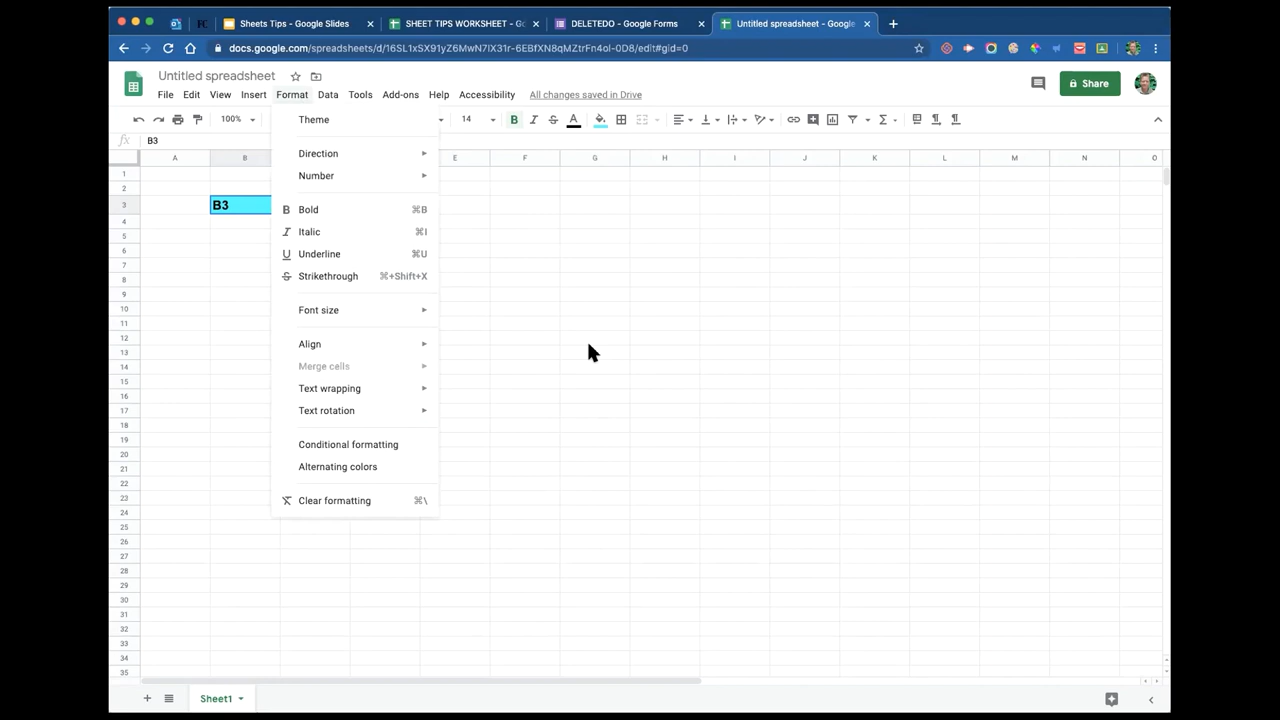 Sheets Tips - Google Slides
SHEET TIPS WORKSHEET - Go
DELETEDO - Google Forms
Untitled spreadsheet - Google
docs.google.com/spreadsheets/d/16SL1xSX91yZ6MwN7IX31r-6EBfXN8qMZtrFn4ol-0D8/edit#gid=0
Untitled spreadsheet
Share
File Edit View Insert Format Data Tools Add-ons Help Accessibility All changes saved in Drive
100% 14 B I S A
fx B3
A B E F G H I J K L M N O
Theme
Direction
Number
B Bold ⌘B
I Italic ⌘I
U Underline ⌘U
S Strikethrough ⌘+Shift+X
Font size
Align
Merge cells
Text wrapping
Text rotation
Conditional formatting
Alternating colors
Clear formatting ⌘\
1
2
3 B3
4
5
6
7
8
9
10
11
12
13
14
15
16
17
18
19
20
21
22
23
24
25
26
27
28
29
30
31
32
33
34
35
Sheet1